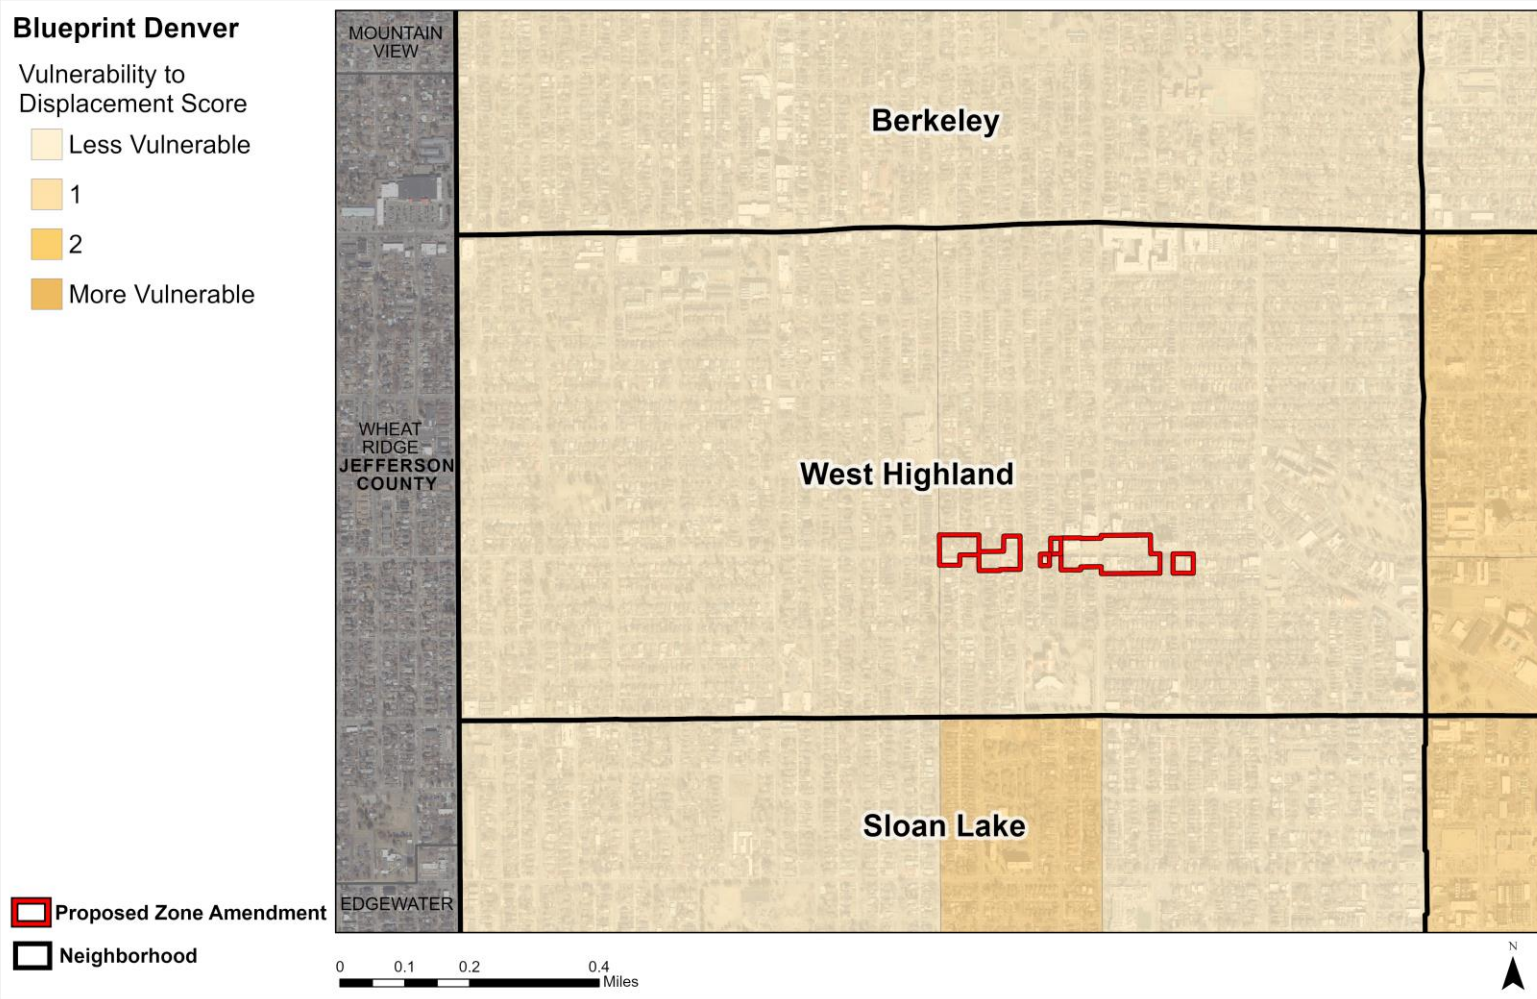 Blueprint Denver
Vulnerability to
Displacement Score
Less Vulnerable
1
2
More Vulnerable
Proposed Zone Amendment
Neighborhood
MOUNTAIN
VIEW
Berkeley
WHEAT
RIDGE
JEFFERSON
COUNTY
West Highland
Sloan Lake
EDGEWATER
0 0.1 0.2 0.4
Miles
N